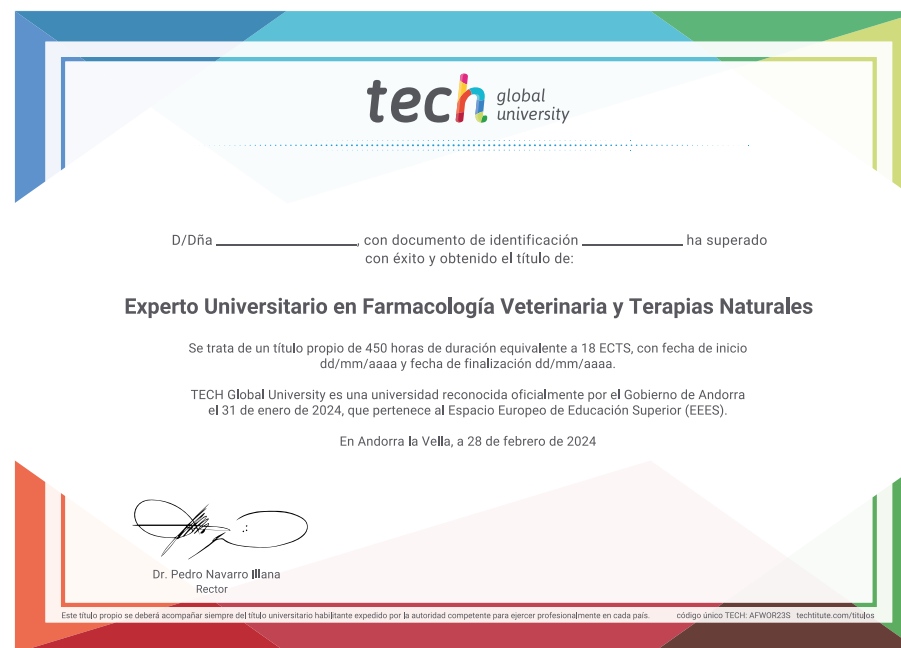 tech global university
D/Dña ____________________, con documento de identificación ______________ ha superado
con éxito y obtenido el título de:
Experto Universitario en Farmacología Veterinaria y Terapias Naturales
Se trata de un título propio de 450 horas de duración equivalente a 18 ECTS, con fecha de inicio
dd/mm/aaaa y fecha de finalización dd/mm/aaaa.
TECH Global University es una universidad reconocida oficialmente por el Gobierno de Andorra
el 31 de enero de 2024, que pertenece al Espacio Europeo de Educación Superior (EEES).
En Andorra la Vella, a 28 de febrero de 2024
Dr. Pedro Navarro Illana
Rector
Este título propio se deberá acompañar siempre del título universitario habilitante expedido por la autoridad competente para ejercer profesionalmente en cada país. código único TECH: AFWOR23S techtitute.com/titulos